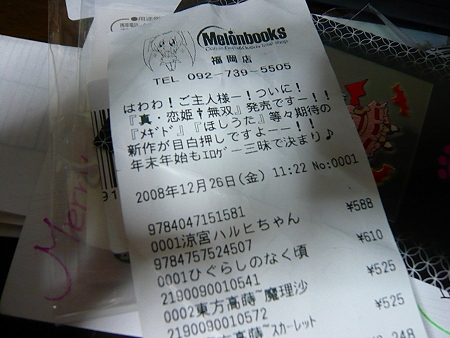 Melonbooks
福岡店
TEL 092-739-5505
はわわ!ご主人様ー!ついに!
『真・恋姫†無双』発売ですー!!
『ﾒｷﾞﾄﾞ』『ほしうた』等々期待の
新作が目白押しですよーー!!
年末年始もｴﾛｹﾞｰ三昧で決まり♪
2008年12月26日(金) 11:22 No:0001
9784047151581
0001涼宮ハルヒちゃん ¥588
9784757524507
0001ひぐらしのなく頃 ¥610
2190090010541
0002東方高蒔~魔理沙 ¥525
2190090010572
東方高蒔~ｽｶｰﾚｯﾄ ¥525